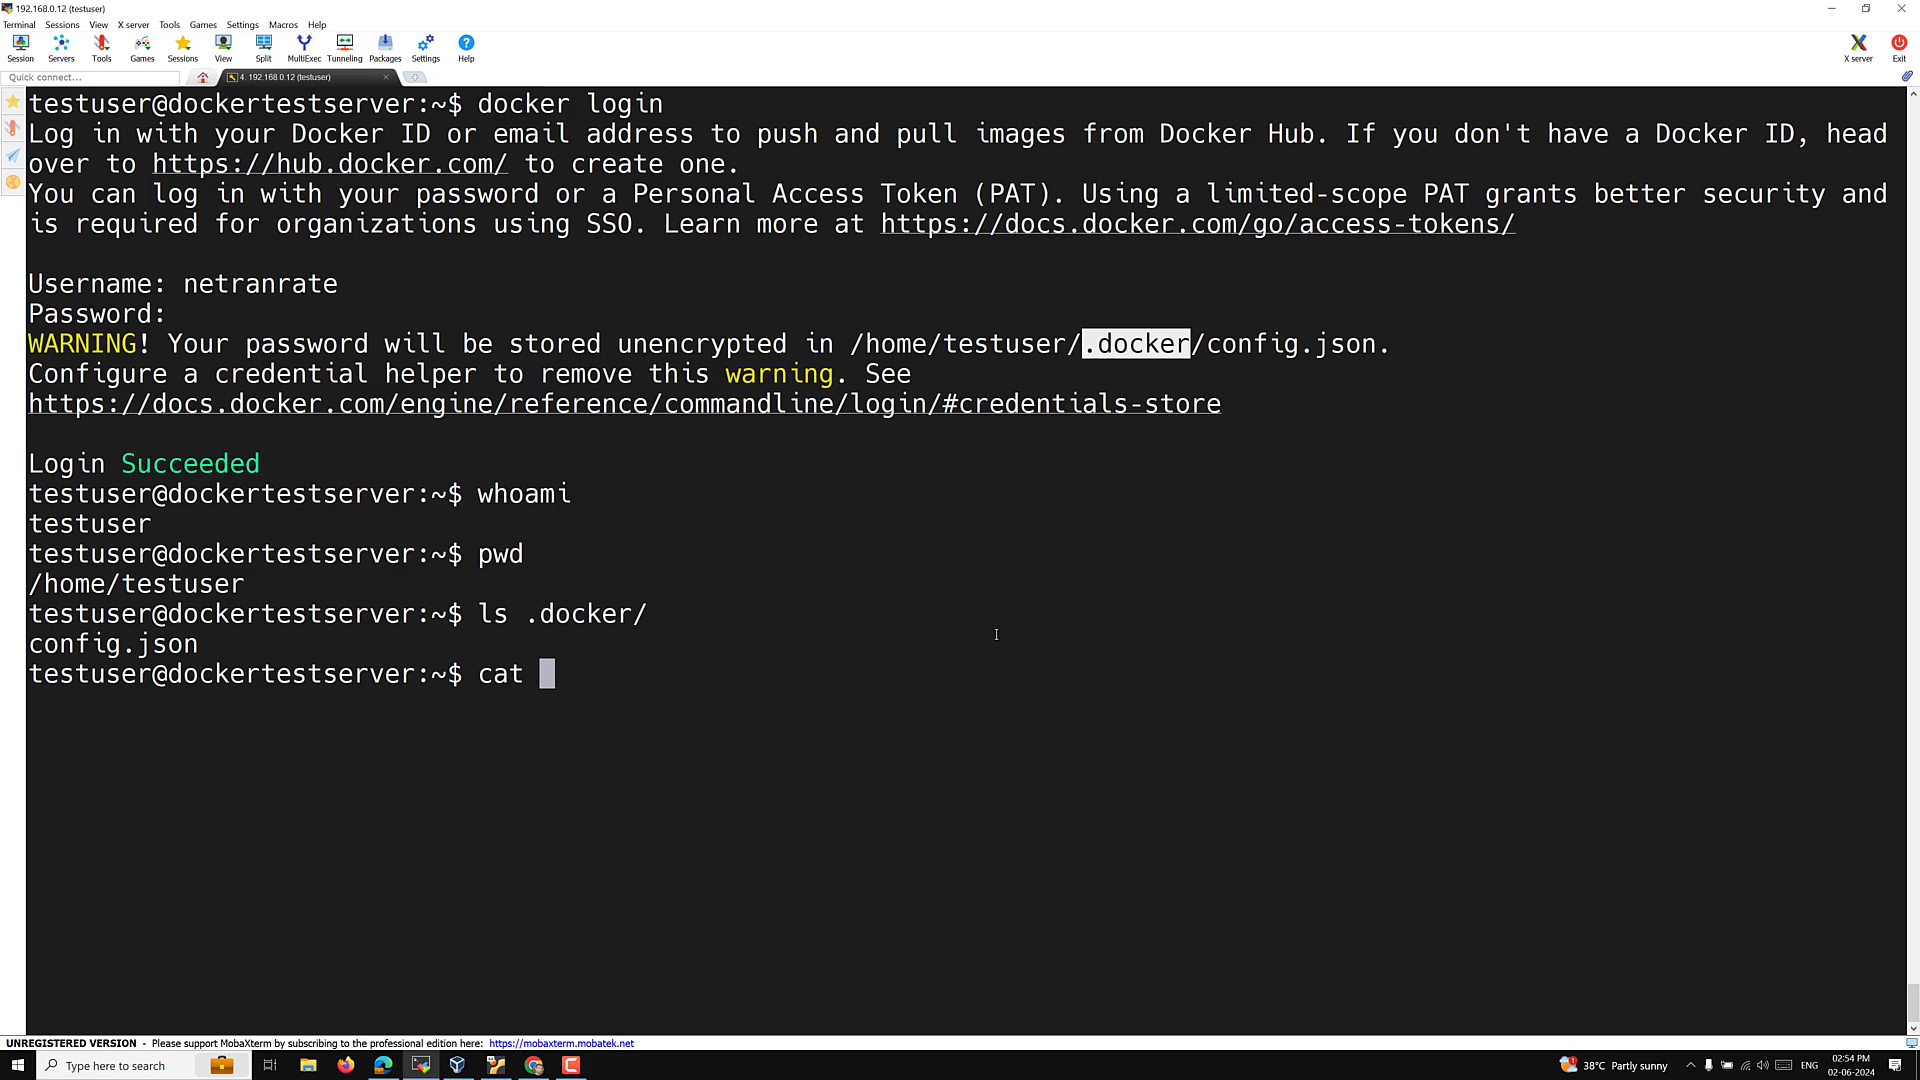 192.168.0.12 (testuser)
Terminal Sessions View X server Tools Games Settings Macros Help
Session Servers Tools Games Sessions View Split MultiExec Tunneling Packages Settings Help X server Exit
Quick connect... 4. 192.168.0.12 (testuser)
testuser@dockertestserver:~$ docker login
Log in with your Docker ID or email address to push and pull images from Docker Hub. If you don't have a Docker ID, head
over to https://hub.docker.com/ to create one.
You can log in with your password or a Personal Access Token (PAT). Using a limited-scope PAT grants better security and
is required for organizations using SSO. Learn more at https://docs.docker.com/go/access-tokens/
Username: netranrate
Password:
WARNING! Your password will be stored unencrypted in /home/testuser/.docker/config.json.
Configure a credential helper to remove this warning. See
https://docs.docker.com/engine/reference/commandline/login/#credentials-store
Login Succeeded
testuser@dockertestserver:~$ whoami
testuser
testuser@dockertestserver:~$ pwd
/home/testuser
testuser@dockertestserver:~$ ls .docker/
config.json
testuser@dockertestserver:~$ cat
UNREGISTERED VERSION - Please support MobaXterm by subscribing to the professional edition here: https://mobaxterm.mobatek.net
Type here to search 38°C Partly sunny ENG 02:54 PM
02-06-2024